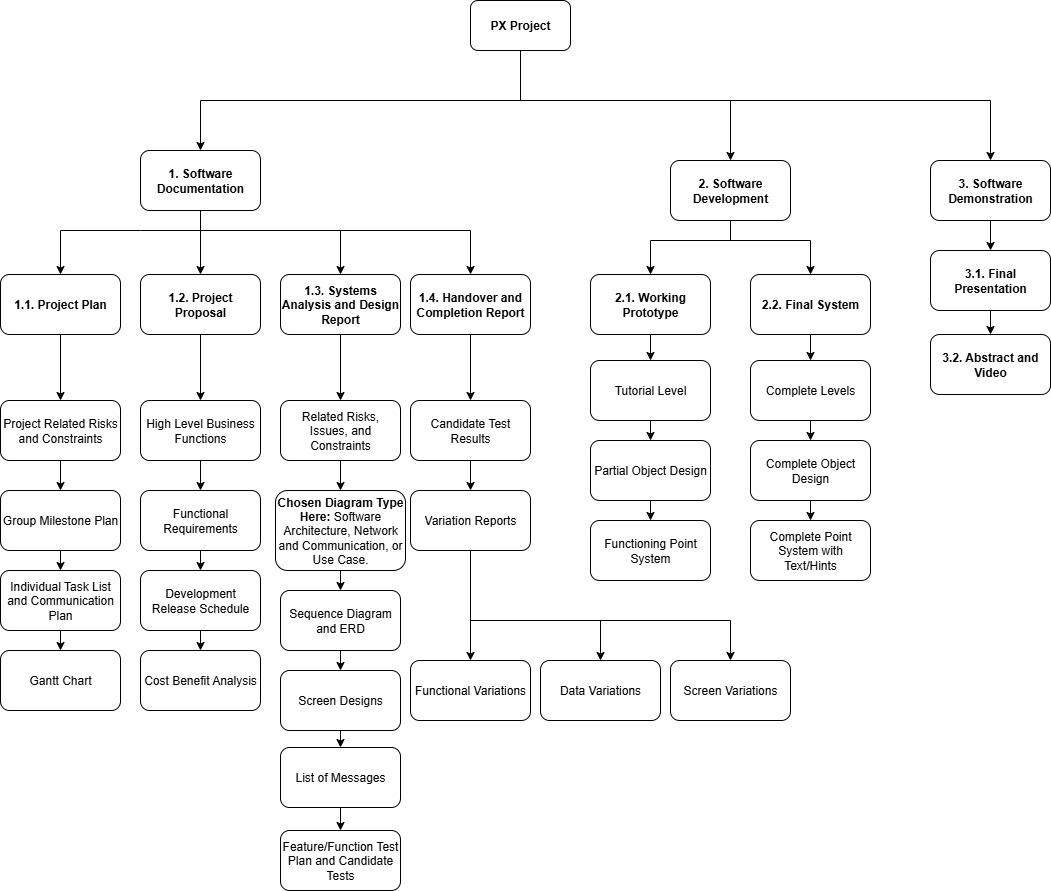 PX Project
1. Software
Documentation
2. Software
Development
3. Software
Demonstration
1.1. Project Plan
1.2. Project
Proposal
1.3. Systems
Analysis and Design
Report
1.4. Handover and
Completion Report
2.1. Working
Prototype
2.2. Final System
3.1. Final
Presentation
3.2. Abstract and
Video
Project Related Risks
and Constraints
Group Milestone Plan
Individual Task List
and Communication
Plan
Gantt Chart
High Level Business
Functions
Functional
Requirements
Development
Release Schedule
Cost Benefit Analysis
Related Risks,
Issues, and
Constraints
Chosen Diagram Type
Here: Software
Architecture, Network
and Communication, or
Use Case.
Sequence Diagram
and ERD
Screen Designs
List of Messages
Feature/Function Test
Plan and Candidate
Tests
Candidate Test
Results
Variation Reports
Functional Variations
Data Variations
Screen Variations
Tutorial Level
Partial Object Design
Functioning Point
System
Complete Levels
Complete Object
Design
Complete Point
System with
Text/Hints